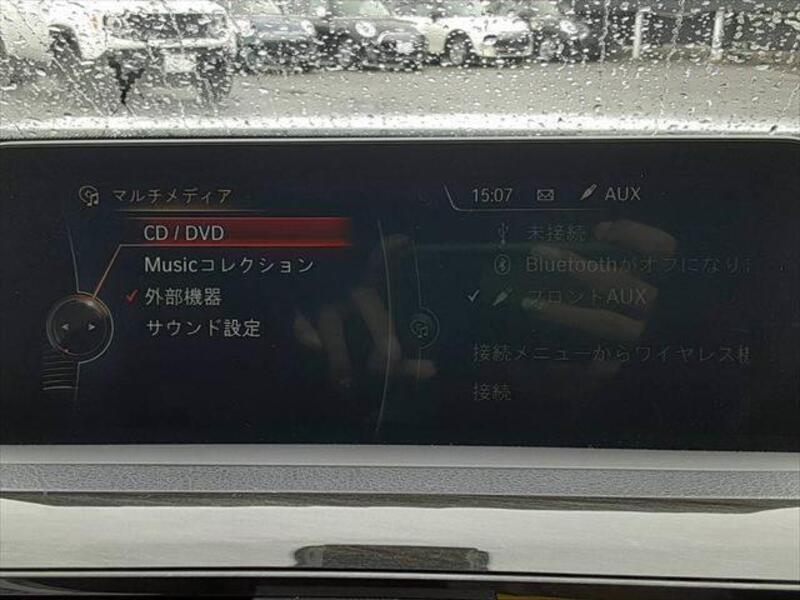 マルチメディア
15:07 AUX
CD / DVD
Musicコレクション
外部機器
サウンド設定
未接続
Bluetoothがオフになり
フロントAUX
接続メニューからワイヤレス
接続